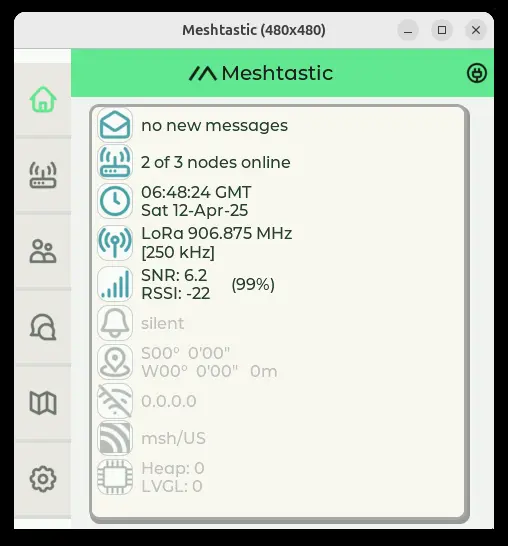 Meshtastic (480x480)
Meshtastic
no new messages
2 of 3 nodes online
06:48:24 GMT
Sat 12-Apr-25
LoRa 906.875 MHz
[250 kHz]
SNR: 6.2
RSSI: -22 (99%)
silent
S00° 0'00"
W00° 0'00" 0m
0.0.0.0
msh/US
Heap: 0
LVGL: 0